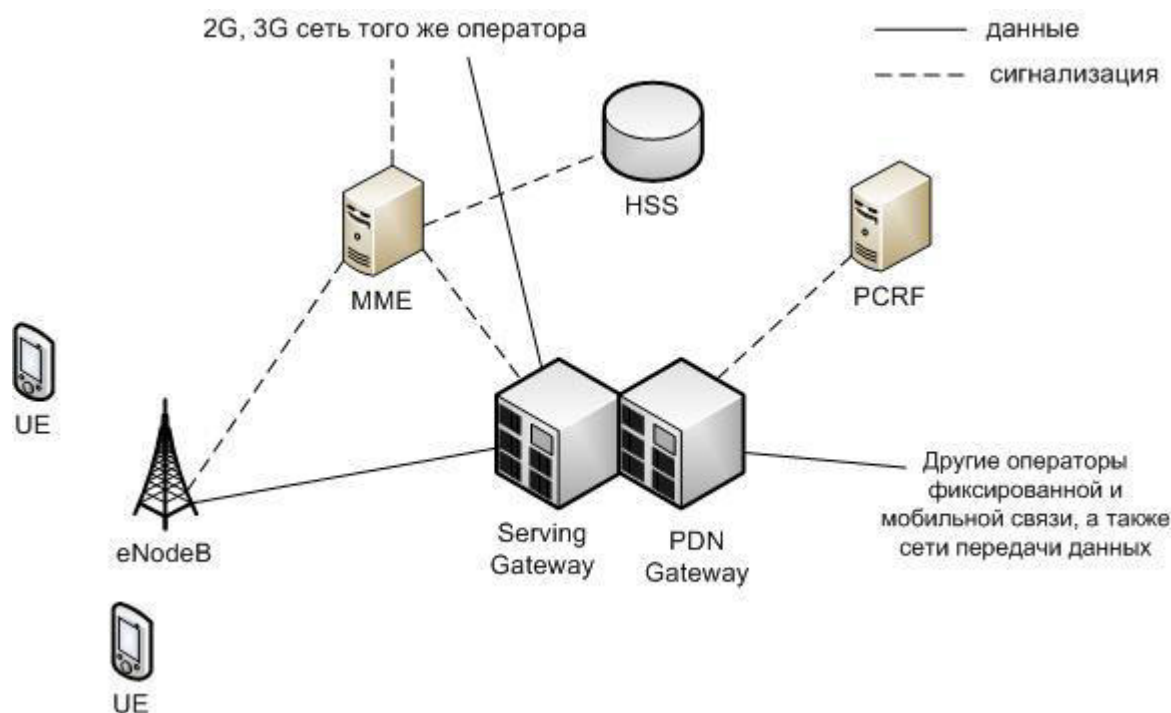 2G, 3G сеть того же оператора
данные
сигнализация
HSS
MME
PCRF
UE
eNodeB
Serving
Gateway
PDN
Gateway
Другие операторы
фиксированной и
мобильной связи, а также
сети передачи данных
UE